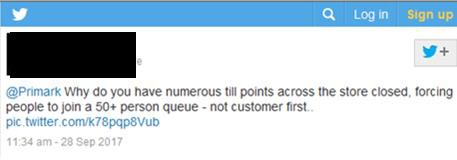 Log in Sign up
e
@Primark Why do you have numerous till points across the store closed, forcing
people to join a 50+ person queue - not customer first..
pic.twitter.com/k78pqp8Vub
11:34 am - 28 Sep 2017